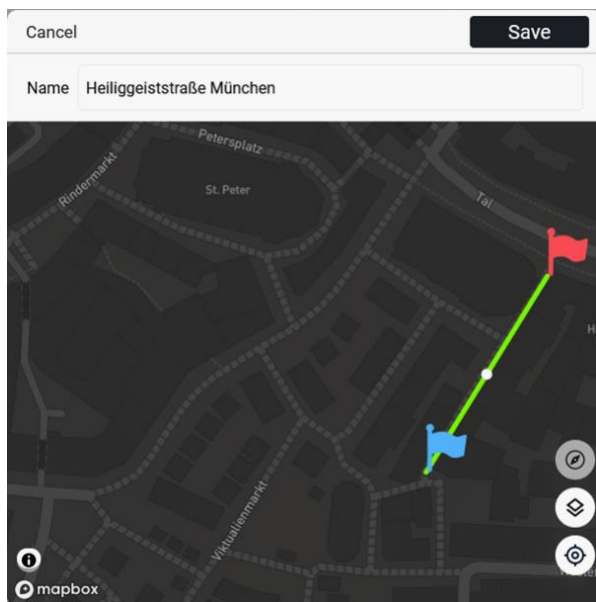 Cancel
Save
Name
Heiliggeiststraße München
Petersplatz
Rindermarkt
St. Peter
Tal
H
Viktualienmarkt
mapbox